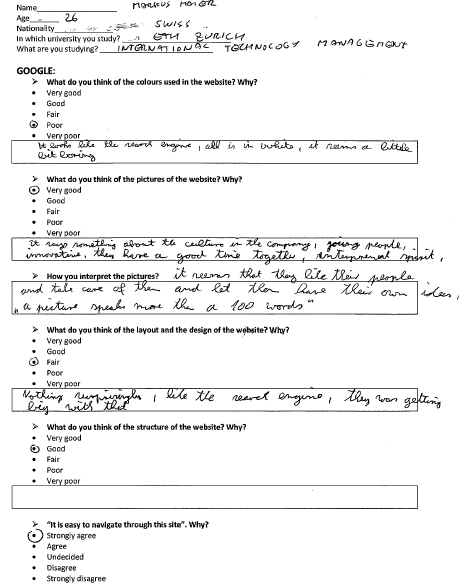 Name MARKUS MAIER
Age 26
Nationality SWISS
In which university you study? ETH ZURICH
What are you studying? INTERNATIONAL TECHNOLOGY MANAGEMENT
GOOGLE:
➢ What do you think of the colours used in the website? Why?
• Very good
• Good
• Fair
• Poor
• Very poor
It looks like the search engine, all is in white, it seems a little
bit boring
➢ What do you think of the pictures of the website? Why?
• Very good
• Good
• Fair
• Poor
• Very poor
It says something about the culture in the company, young people,
innovative, they have a good time together, spirit,
➢ How you interpret the pictures? it seems that they like their people
and take care of them and let them have their own ideas,
"a picture speaks more the a 100 words"
➢ What do you think of the layout and the design of the website? Why?
• Very good
• Good
• Fair
• Poor
• Very poor
Nothing , like the search engine, they was getting
big with that
➢ What do you think of the structure of the website? Why?
• Very good
• Good
• Fair
• Poor
• Very poor
➢ "It is easy to navigate through this site". Why?
• Strongly agree
• Agree
• Undecided
• Disagree
• Strongly disagree